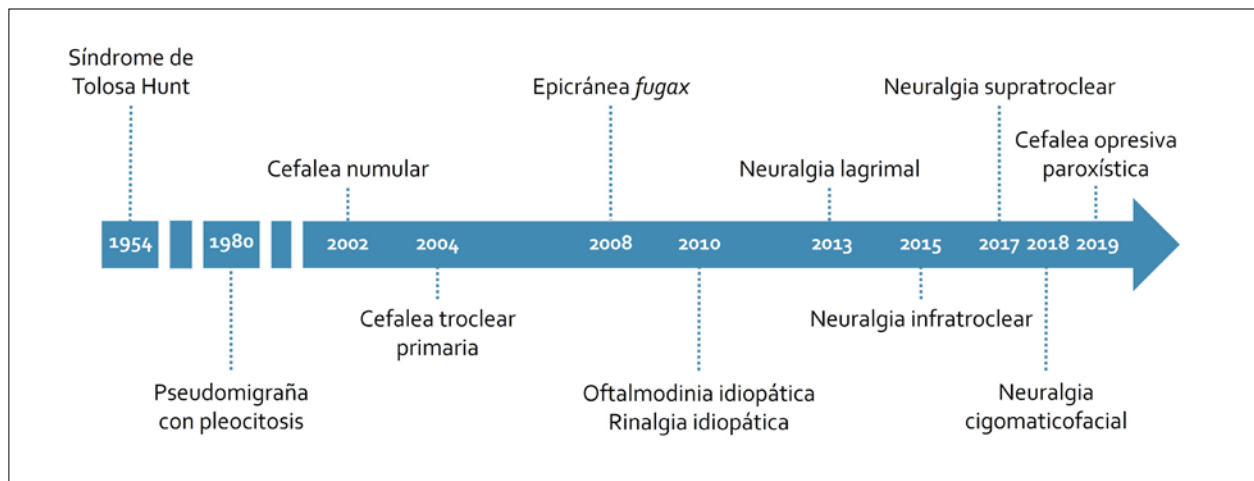 Síndrome de
Tolosa Hunt
Epicránea fugax
Neuralgia supratroclear
Cefalea numular
Neuralgia lagrimal
Cefalea opresiva
paroxística
1954
1980
2002
2004
2008
2010
2013
2015
2017
2018
2019
Cefalea troclear
primaria
Neuralgia infratroclear
Pseudomigraña
con pleocitosis
Oftalmodinia idiopática
Rinalgia idiopática
Neuralgia
cigomaticofacial